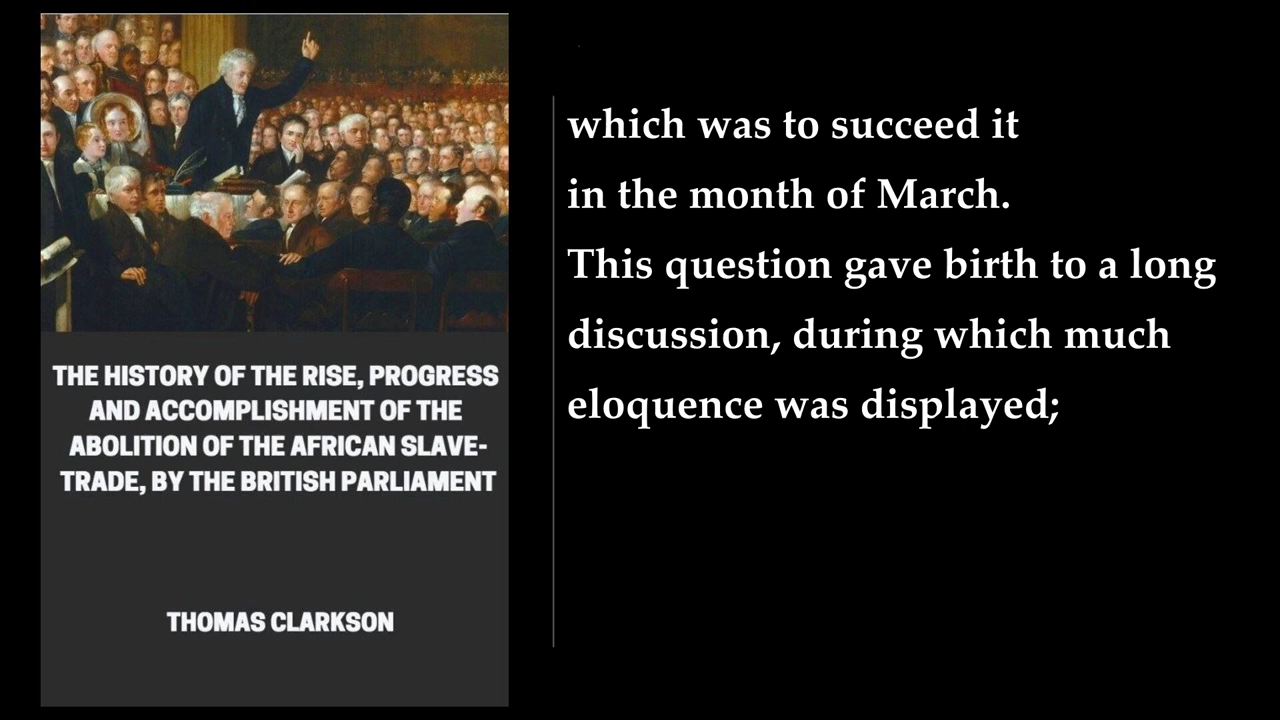 THE HISTORY OF THE RISE, PROGRESS
AND ACCOMPLISHMENT OF THE
ABOLITION OF THE AFRICAN SLAVE-
TRADE, BY THE BRITISH PARLIAMENT
THOMAS CLARKSON
which was to succeed it
in the month of March.
This question gave birth to a long
discussion, during which much
eloquence was displayed;